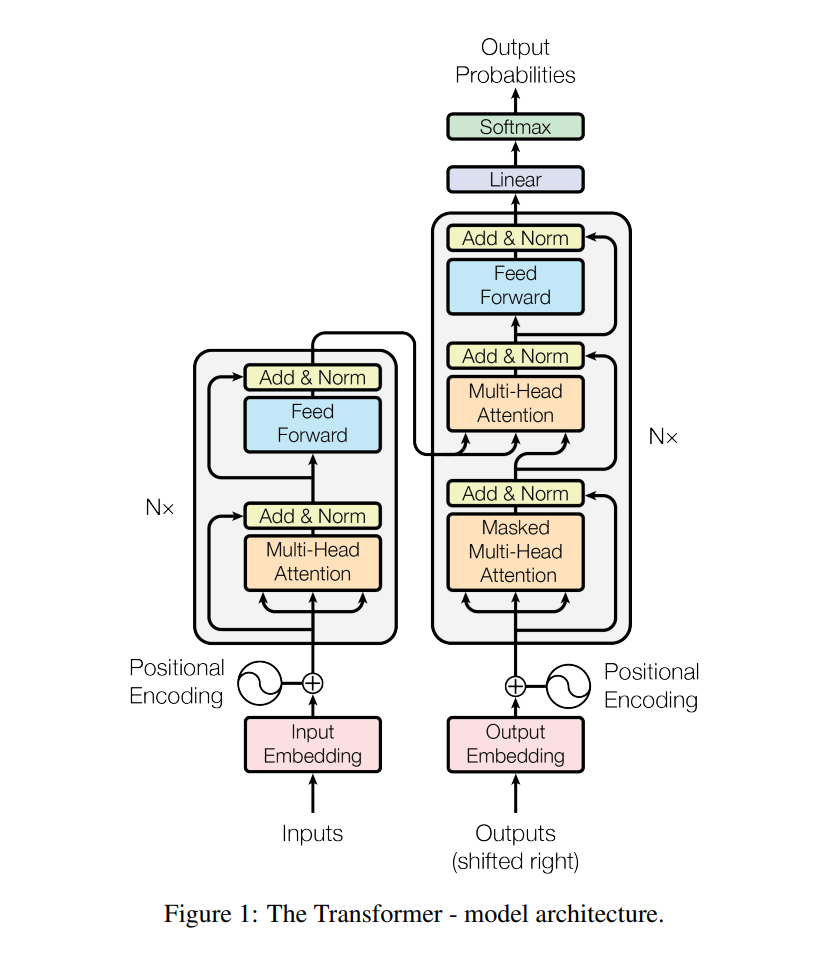 Output
Probabilities
Softmax
Linear
Add & Norm
Feed
Forward
Add & Norm
Multi-Head
Attention
Add & Norm
Masked
Multi-Head
Attention
N×
Add & Norm
Feed
Forward
Add & Norm
Multi-Head
Attention
N×
Positional
Encoding
Positional
Encoding
Input
Embedding
Output
Embedding
Inputs
Outputs
(shifted right)
Figure 1: The Transformer - model architecture.